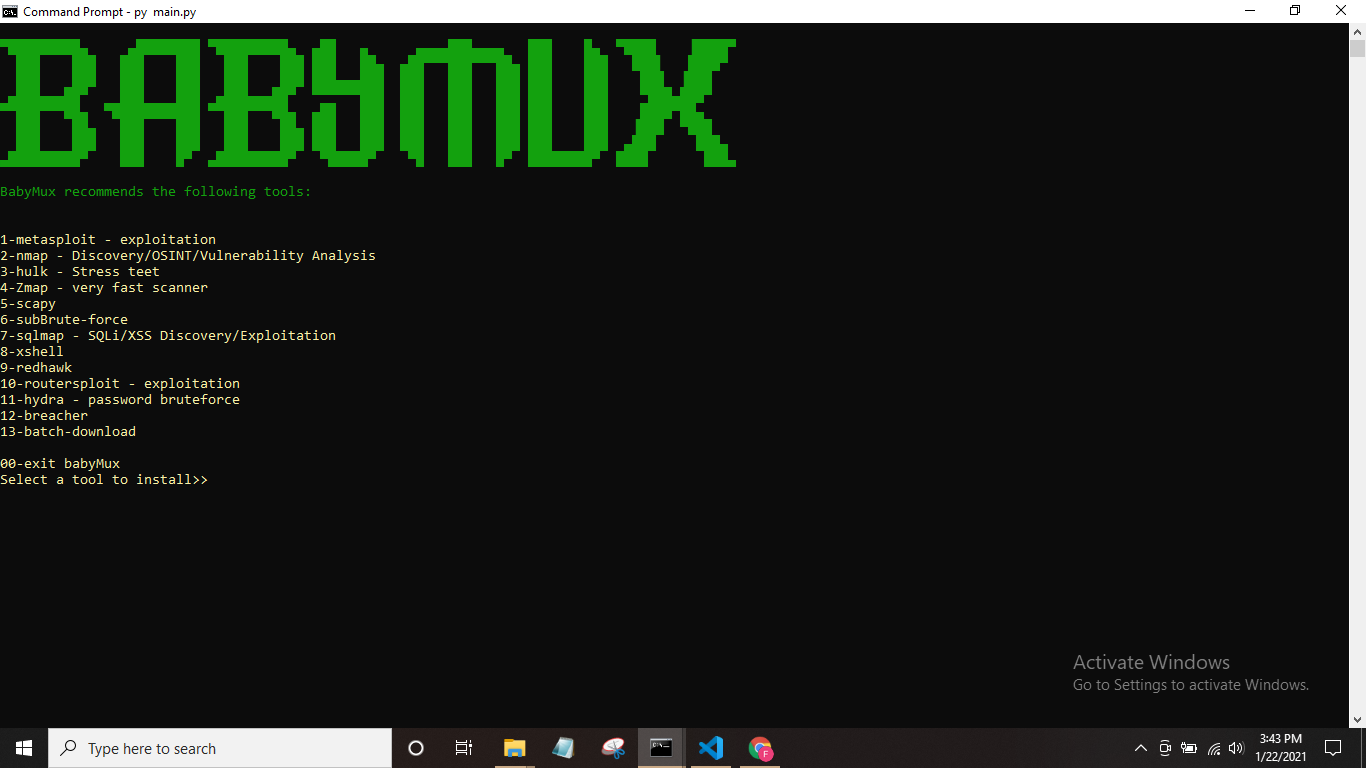 Command Prompt - py  main.py
BABYMUX
BabyMux recommends the following tools:
1-metasploit - exploitation
2-nmap - Discovery/OSINT/Vulnerability Analysis
3-hulk - Stress teet
4-Zmap - very fast scanner
5-scapy
6-subBrute-force
7-sqlmap - SQLi/XSS Discovery/Exploitation
8-xshell
9-redhawk
10-routersploit - exploitation
11-hydra - password bruteforce
12-breacher
13-batch-download
00-exit babyMux
Select a tool to install>>
Activate Windows
Go to Settings to activate Windows.
Type here to search
3:43 PM
1/22/2021